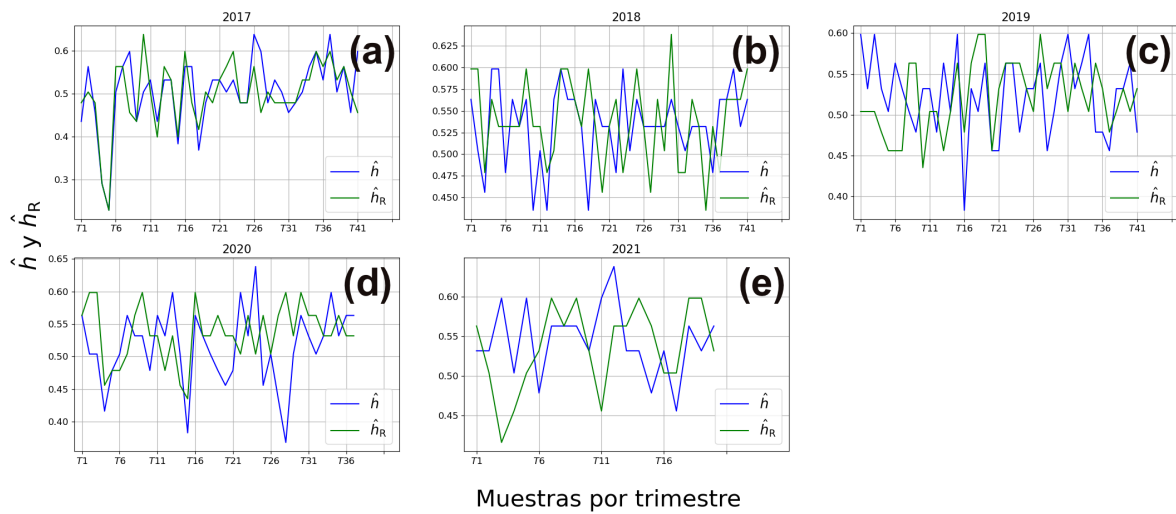 2017
(a)
0.6
0.5
0.4
0.3
T1 T6 T11 T16 T21 T26 T31 T36 T41
ĥ
ĥR
2018
(b)
0.625
0.600
0.575
0.550
0.525
0.500
0.475
0.450
T1 T6 T11 T16 T21 T26 T31 T36 T41
ĥ
ĥR
2019
(c)
0.60
0.55
0.50
0.45
0.40
T1 T6 T11 T16 T21 T26 T31 T36 T41
ĥ
ĥR
ĥ y ĥR
2020
(d)
0.65
0.60
0.55
0.50
0.45
0.40
T1 T6 T11 T16 T21 T26 T31 T36
ĥ
ĥR
2021
(e)
0.60
0.55
0.50
0.45
T1 T6 T11 T16
ĥ
ĥR
Muestras por trimestre